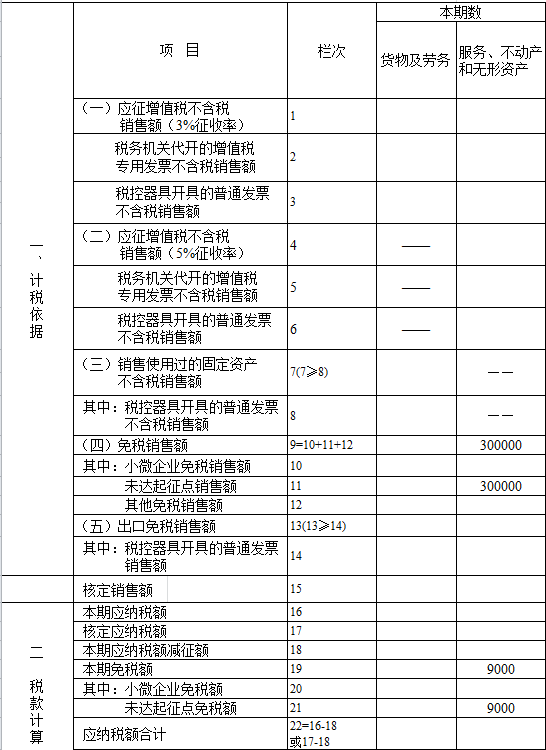 本期数
项 目
栏次
货物及劳务
服务、不动产
和无形资产
一、计税依据
（一）应征增值税不含税
销售额（3%征收率）
1
税务机关代开的增值税
专用发票不含税销售额
2
税控器具开具的普通发票
不含税销售额
3
（二）应征增值税不含税
销售额（5%征收率）
4
——
税务机关代开的增值税
专用发票不含税销售额
5
——
税控器具开具的普通发票
不含税销售额
6
——
（三）销售使用过的固定资产
不含税销售额
7(7≥8)
——
其中：税控器具开具的普通发票
不含税销售额
8
——
（四）免税销售额
9=10+11+12
300000
其中：小微企业免税销售额
10
未达起征点销售额
11
300000
其他免税销售额
12
（五）出口免税销售额
13(13≥14)
其中：税控器具开具的普通发票
销售额
14
核定销售额
15
二 税款计算
本期应纳税额
16
核定应纳税额
17
本期应纳税额减征额
18
本期免税额
19
9000
其中：小微企业免税额
20
未达起征点免税额
21
9000
应纳税额合计
22=16-18
或17-18